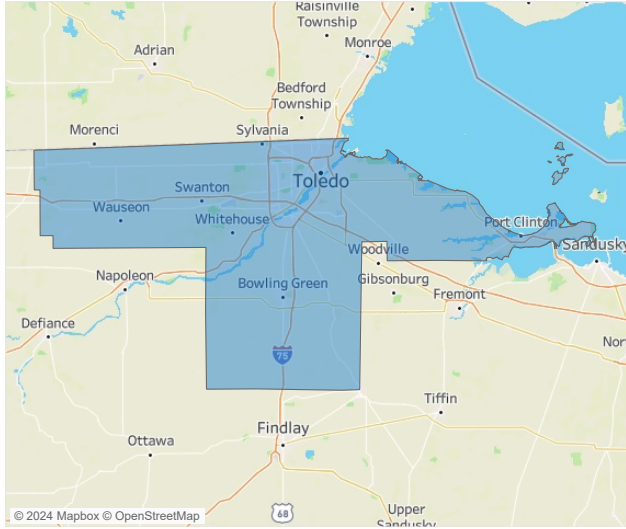 Raisinville
Township
Adrian
Monroe
Bedford
Township
Morenci
Sylvania
Toledo
Swanton
Wauseon
Whitehouse
Port Clinton
Woodville
Sandusky
Napoleon
Bowling Green
Gibsonburg
Fremont
Defiance
Nor
75
Tiffin
Findlay
Ottawa
68
Upper
Sandusky
© 2024 Mapbox © OpenStreetMap